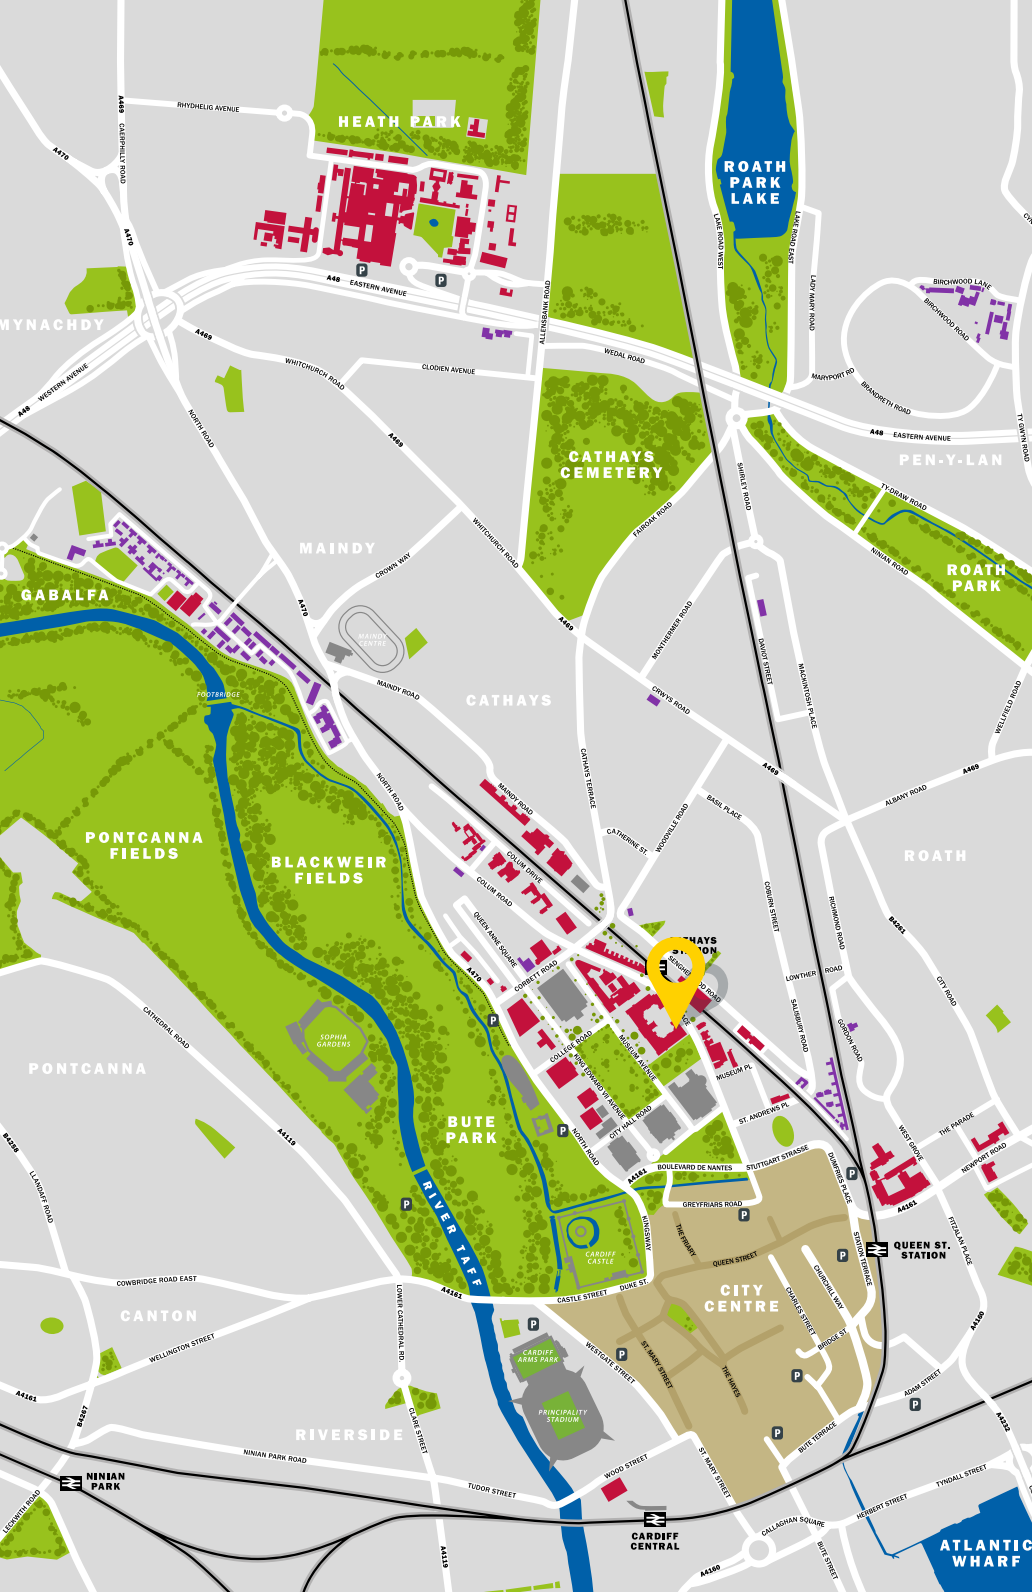 A469
CAERPHILLY ROAD
RHYDHELIG AVENUE
HEATH PARK
ROATH
PARK
LAKE
LAKE ROAD WEST
LAKE ROAD EAST
LADY MARY ROAD
A470
A470
A48 EASTERN AVENUE
P
P
ALLENSBANK ROAD
BIRCHWOOD LANE
BIRCHWOOD ROAD
MYNACHDY
A469
WEDAL ROAD
WHITCHURCH ROAD
CLODIEN AVENUE
MARYPORT RD
BRANDRETH ROAD
A48 WESTERN AVENUE
NORTH ROAD
A469
A48 EASTERN AVENUE
TY GWYN ROAD
PEN-Y-LAN
CATHAYS
CEMETERY
SHIRLEY ROAD
TY-DRAW ROAD
FAIROAK ROAD
WHITCHURCH ROAD
MAINDY
CROWN WAY
NINIAN ROAD
ROATH
PARK
GABALFA
A470
A469
MAINDY
CENTRE
MONTHERMER ROAD
DAVIOT STREET
MACKINTOSH PLACE
FOOTBRIDGE
MAINDY ROAD
CATHAYS
CRWYS ROAD
WELLFIELD ROAD
CATHAYS TERRACE
A469
A469
NORTH ROAD
MAINDY ROAD
BASIL PLACE
ALBANY ROAD
PONTCANNA
FIELDS
BLACKWEIR
FIELDS
CATHERINE ST.
WOODVILLE ROAD
ROATH
COLUM DRIVE
COLUM ROAD
COBURN STREET
RICHMOND ROAD
B4261
QUEEN ANNE SQUARE
A470
CORBETT ROAD
LOWTHER ROAD
CITY ROAD
SALISBURY ROAD
GORDON ROAD
CATHEDRAL ROAD
SOPHIA
GARDENS
P
COLLEGE ROAD
MUSEUM AVENUE
KING EDWARD VII AVENUE
MUSEUM PL
PONTCANNA
BUTE
PARK
P
CITY HALL ROAD
ST. ANDREWS PL
NORTH ROAD
WEST GROVE
THE PARADE
NEWPORT ROAD
B4258
A4119
LLANDAFF ROAD
A4161
BOULEVARD DE NANTES
STUTTGART STRASSE
DUMFRIES PLACE
P
P
RIVER TAFF
GREYFRIARS ROAD
P
A4161
FITZALAN PLACE
KINGSWAY
THE FRIARY
QUEEN STREET
STATION TERRACE
P
QUEEN ST.
STATION
CARDIFF
CASTLE
COWBRIDGE ROAD EAST
A4161
CASTLE STREET
DUKE ST.
CITY
CENTRE
CHARLES STREET
CHURCHILL WAY
CANTON
LOWER CATHEDRAL RD.
P
BRIDGE ST
A4160
WELLINGTON STREET
CARDIFF
ARMS PARK
WESTGATE STREET
P
ST. MARY STREET
THE HAYES
P
ADAM STREET
P
A4161
B4267
CLARE STREET
PRINCIPALITY
STADIUM
A4232
RIVERSIDE
P
BUTE TERRACE
NINIAN PARK ROAD
WOOD STREET
ST. MARY STREET
NINIAN
PARK
TUDOR STREET
TYNDALL STREET
LECKWITH ROAD
HERBERT STREET
CARDIFF
CENTRAL
CALLAGHAN SQUARE
ATLANTIC
WHARF
A4119
A4160
BUTE STREET